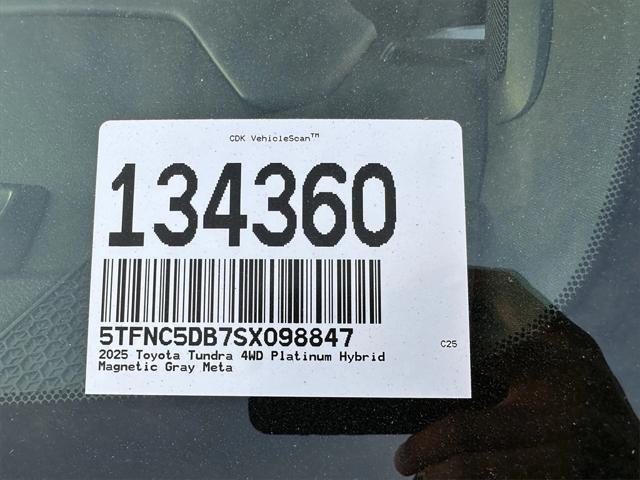 CDK VehicleScan™
134360
5TFNC5DB7SX098847
C25
2025 Toyota Tundra 4WD Platinum Hybrid
Magnetic Gray Meta